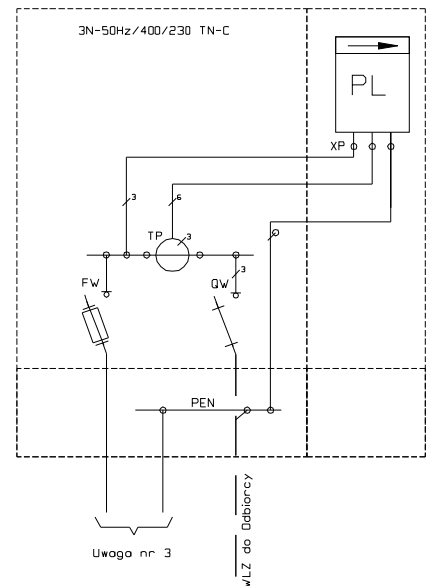 3N-50Hz/400/230 TN-C
PL
XP
3
6
TP
3
FW
QW
3
PEN
Uwaga nr 3
WLZ do Odbiorcy